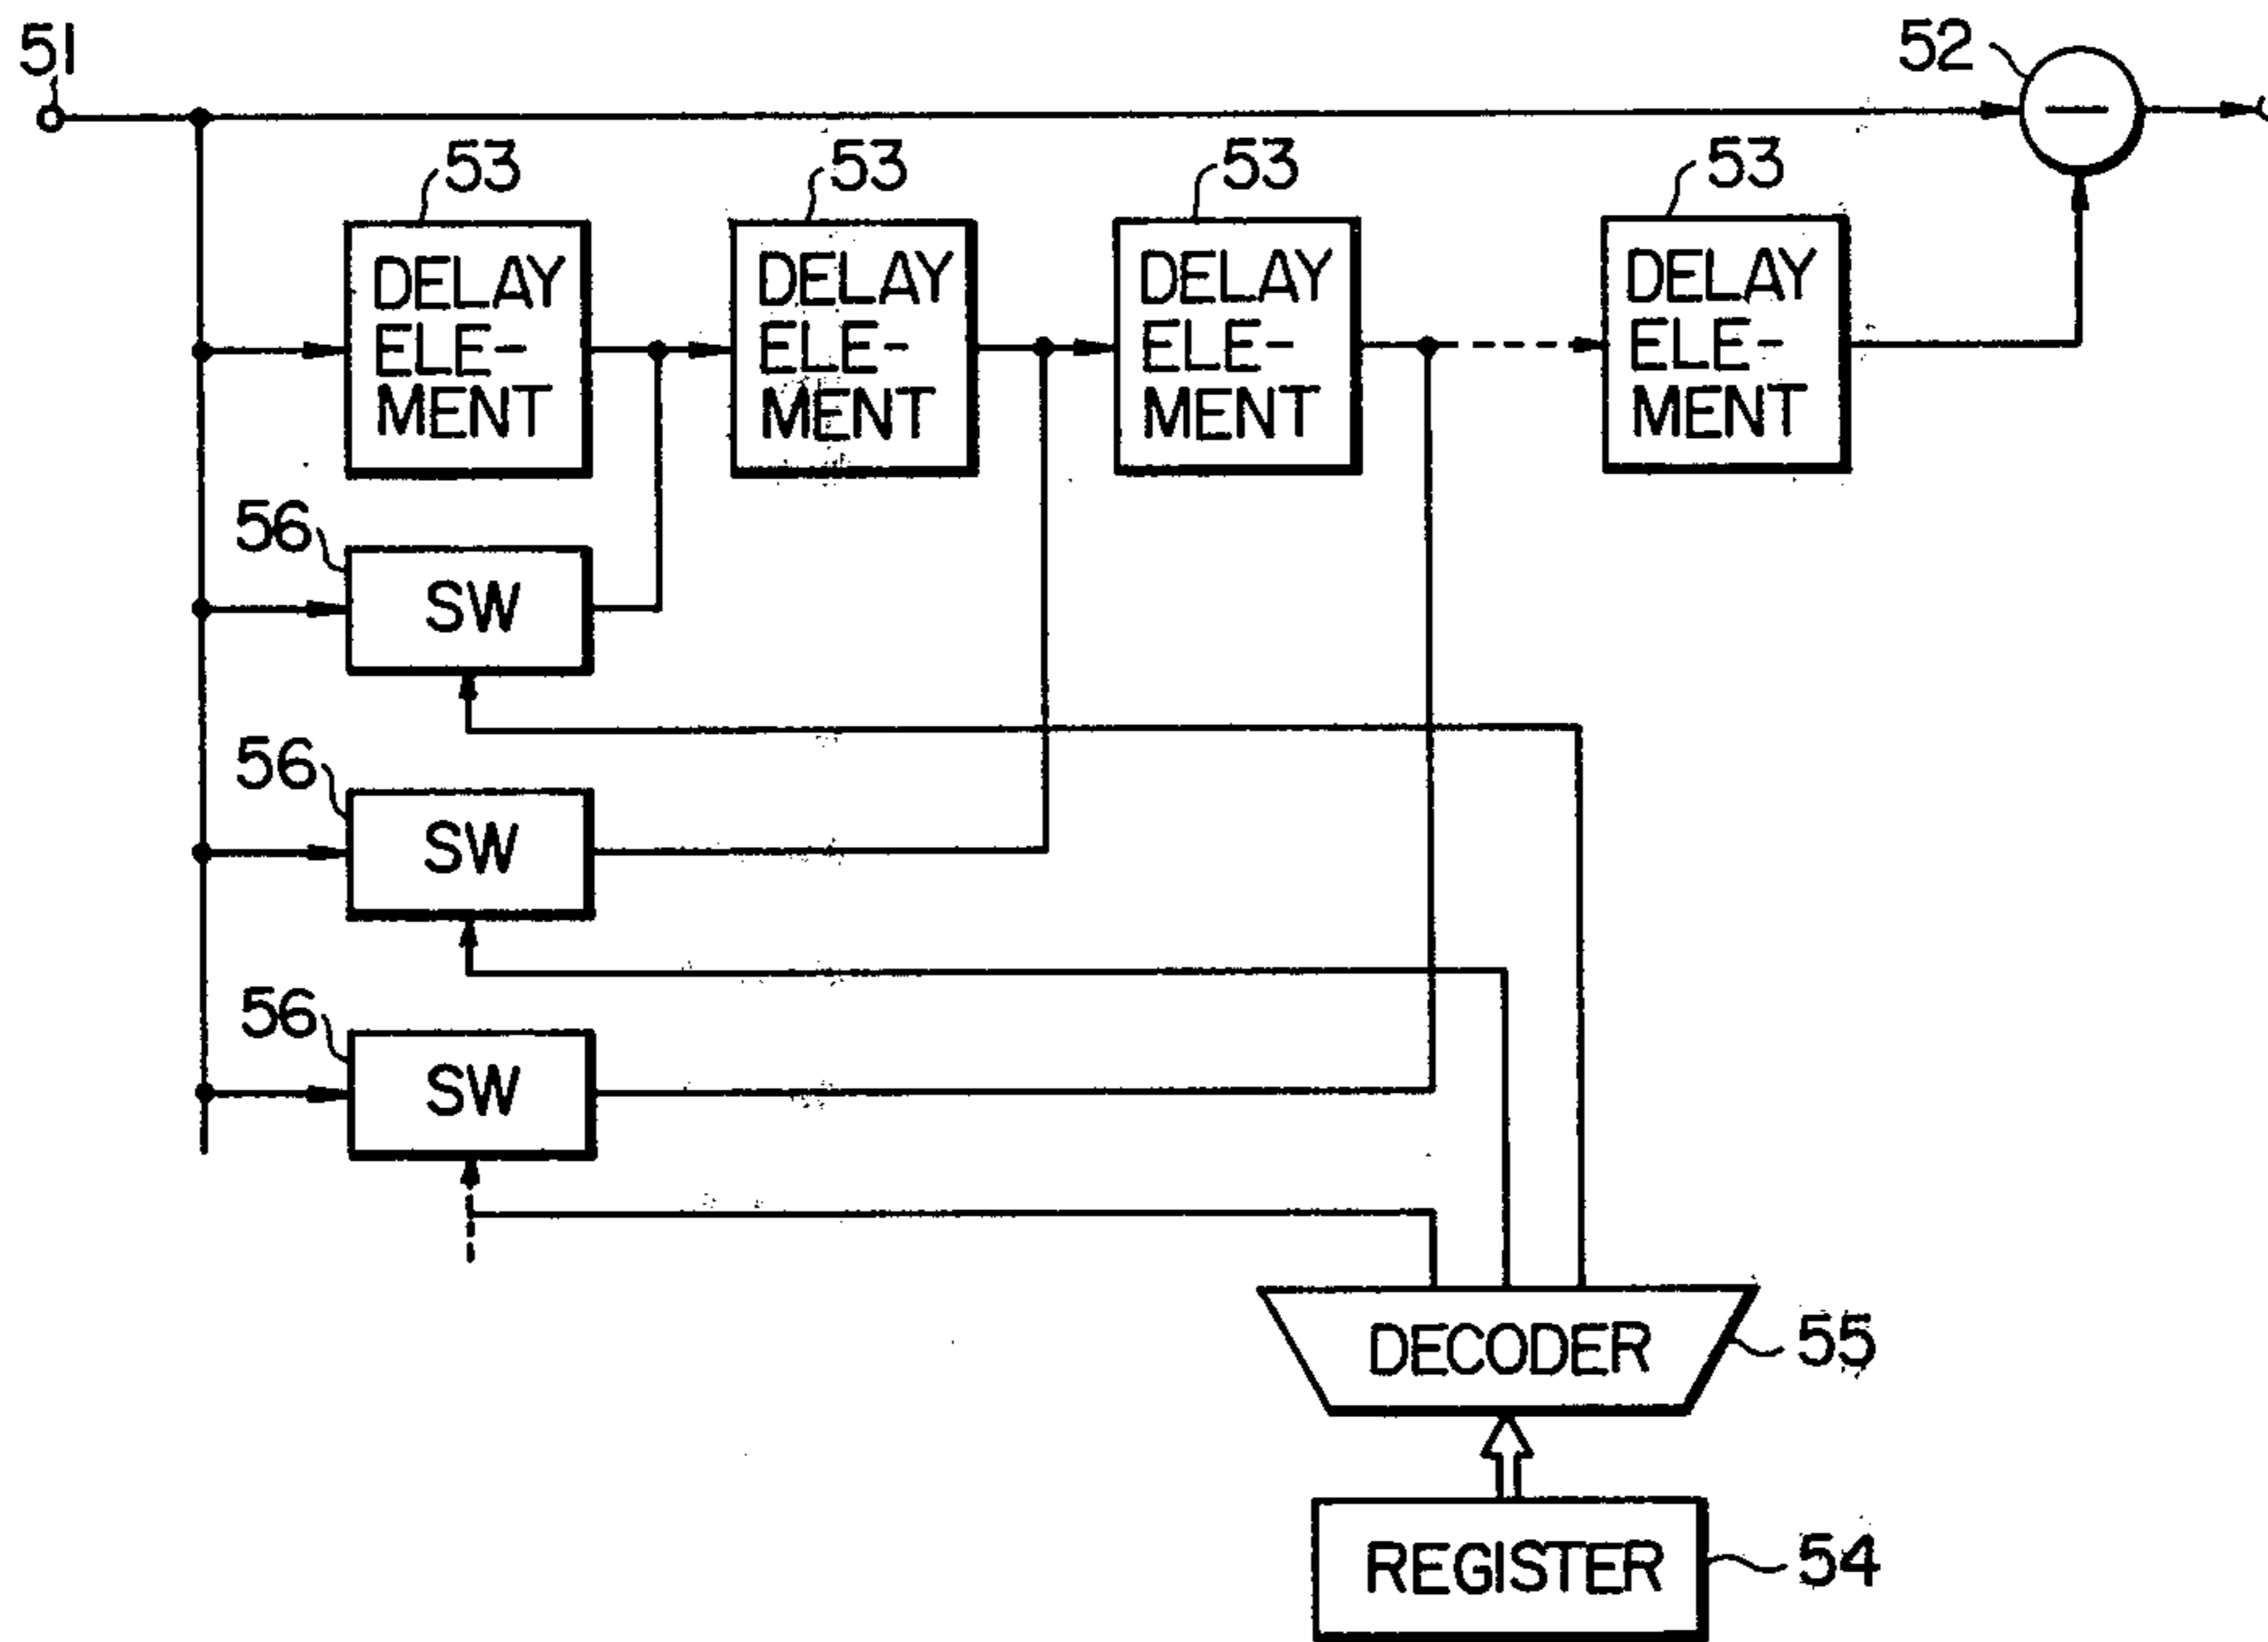 51
52
53
53
53
53
DELAY
ELE-
MENT
DELAY
ELE-
MENT
DELAY
ELE-
MENT
DELAY
ELE-
MENT
56
SW
56
SW
56
SW
DECODER
55
REGISTER
54